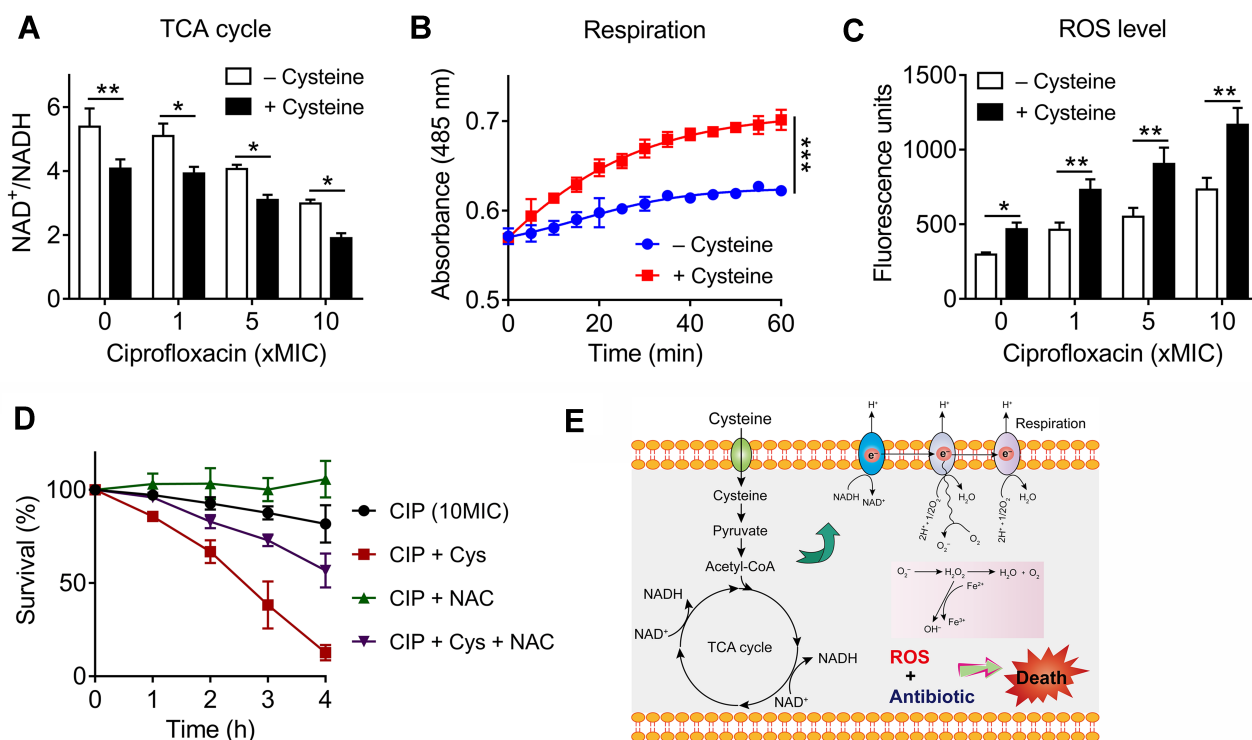 A
TCA cycle
– Cysteine
+ Cysteine
**
*
*
*
NAD⁺/NADH
6
4
2
0
0 1 5 10
Ciprofloxacin (xMIC)
B
Respiration
Absorbance (485 nm)
0.7
0.6
0.5
***
– Cysteine
+ Cysteine
0 20 40 60
Time (min)
C
ROS level
– Cysteine
+ Cysteine
*
**
**
**
Fluorescence units
1500
1000
500
0
0 1 5 10
Ciprofloxacin (xMIC)
D
Survival (%)
100
50
0
0 1 2 3 4
Time (h)
CIP (10MIC)
CIP + Cys
CIP + NAC
CIP + Cys + NAC
E
Cysteine
H⁺
H⁺
H⁺
Respiration
e⁻
e⁻
e⁻
Cysteine
Pyruvate
Acetyl-CoA
NADH
NAD⁺
TCA cycle
NADH
NAD⁺
NADH
NAD⁺
2H⁺+1/2O₂
H₂O
O₂⁻
O₂
2H⁺+1/2O₂
H₂O
O₂⁻
H₂O₂
H₂O + O₂
Fe²⁺
Fe³⁺
OH⁻
ROS
+
Antibiotic
Death